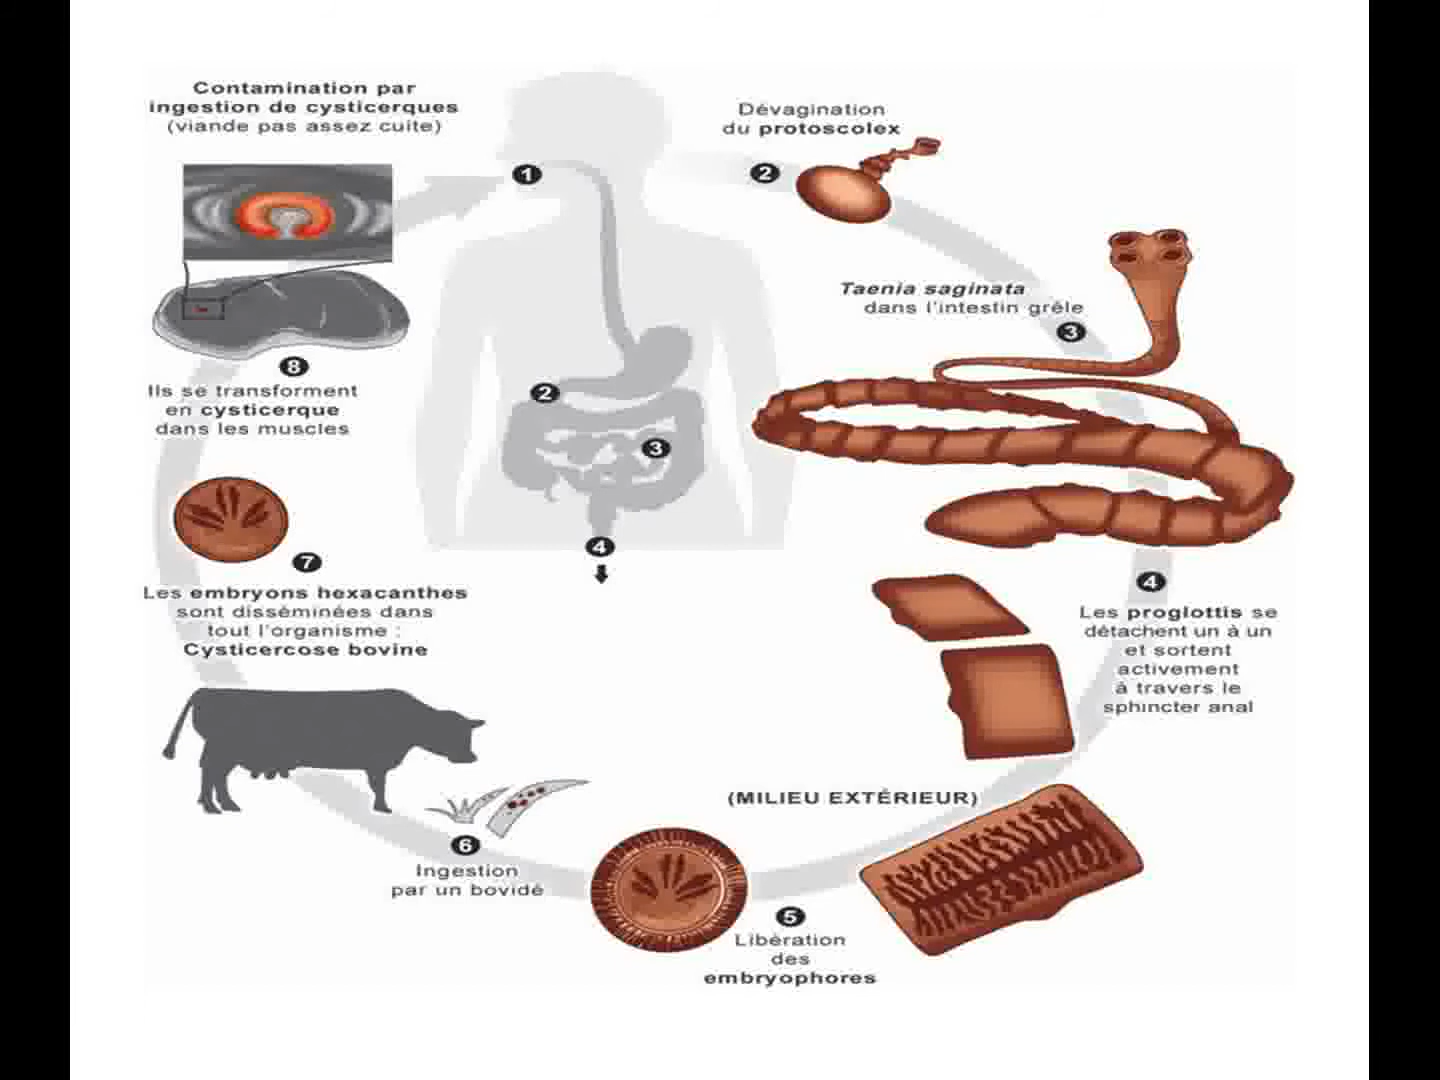 Contamination par
ingestion de cysticerques
(viande pas assez cuite)
1
Dévagination
du protoscolex
2
Taenia saginata
dans l'intestin grêle
3
8
Ils se transforment
en cysticerque
dans les muscles
2
3
4
7
Les embryons hexacanthes
sont disséminées dans
tout l'organisme :
Cysticercose bovine
4
Les proglottis se
détachent un à un
et sortent
activement
à travers le
sphincter anal
(MILIEU EXTÉRIEUR)
6
Ingestion
par un bovidé
5
Libération
des
embryophores